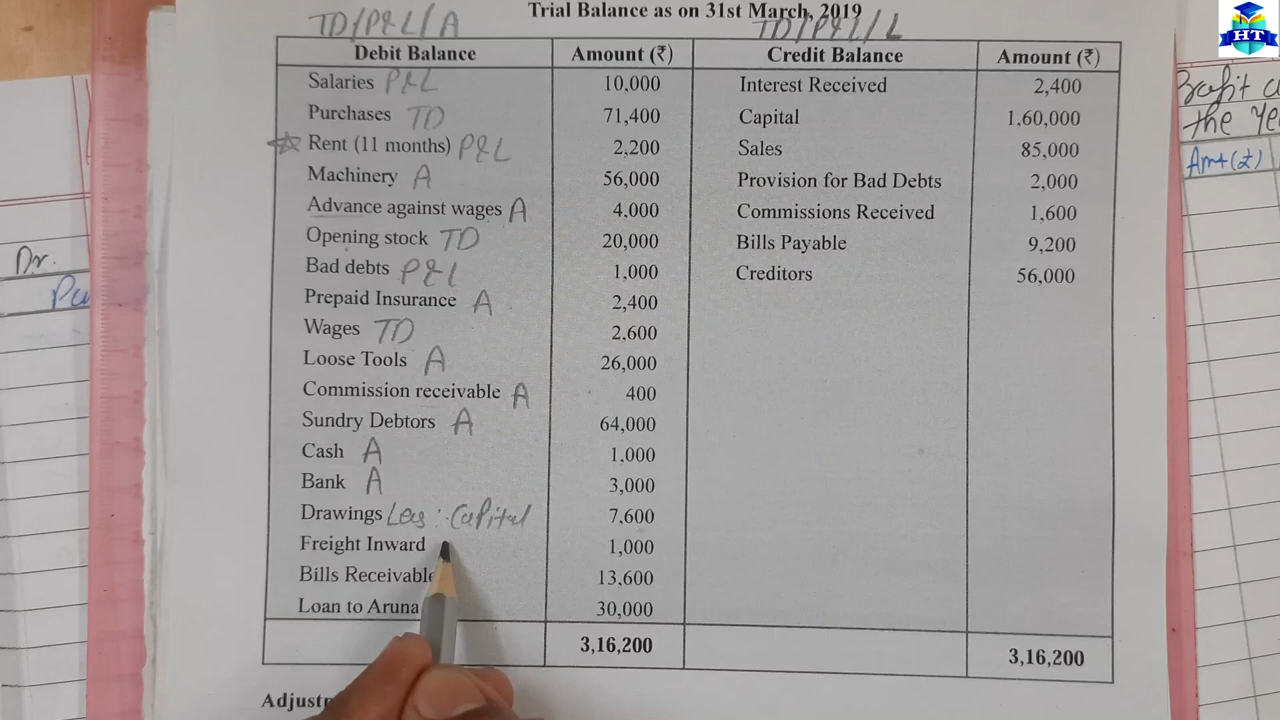 Trial Balance as on 31st March, 2019
TD/P&L/A TD/P&L/L
HT
Debit Balance Amount (₹) Credit Balance Amount (₹)
Salaries P&L 10,000 Interest Received 2,400
Purchases TD 71,400 Capital 1,60,000
Rent (11 months) P&L 2,200 Sales 85,000
Machinery A 56,000 Provision for Bad Debts 2,000
Advance against wages A 4,000 Commissions Received 1,600
Opening stock TD 20,000 Bills Payable 9,200
Bad debts P&L 1,000 Creditors 56,000
Prepaid Insurance A 2,400
Wages TD 2,600
Loose Tools A 26,000
Commission receivable A 400
Sundry Debtors A 64,000
Cash A 1,000
Bank A 3,000
Drawings Les : Capital 7,600
Freight Inward 1,000
Bills Receivable 13,600
Loan to Aruna 30,000
3,16,200 3,16,200
Dr.
the
Amt(₹)